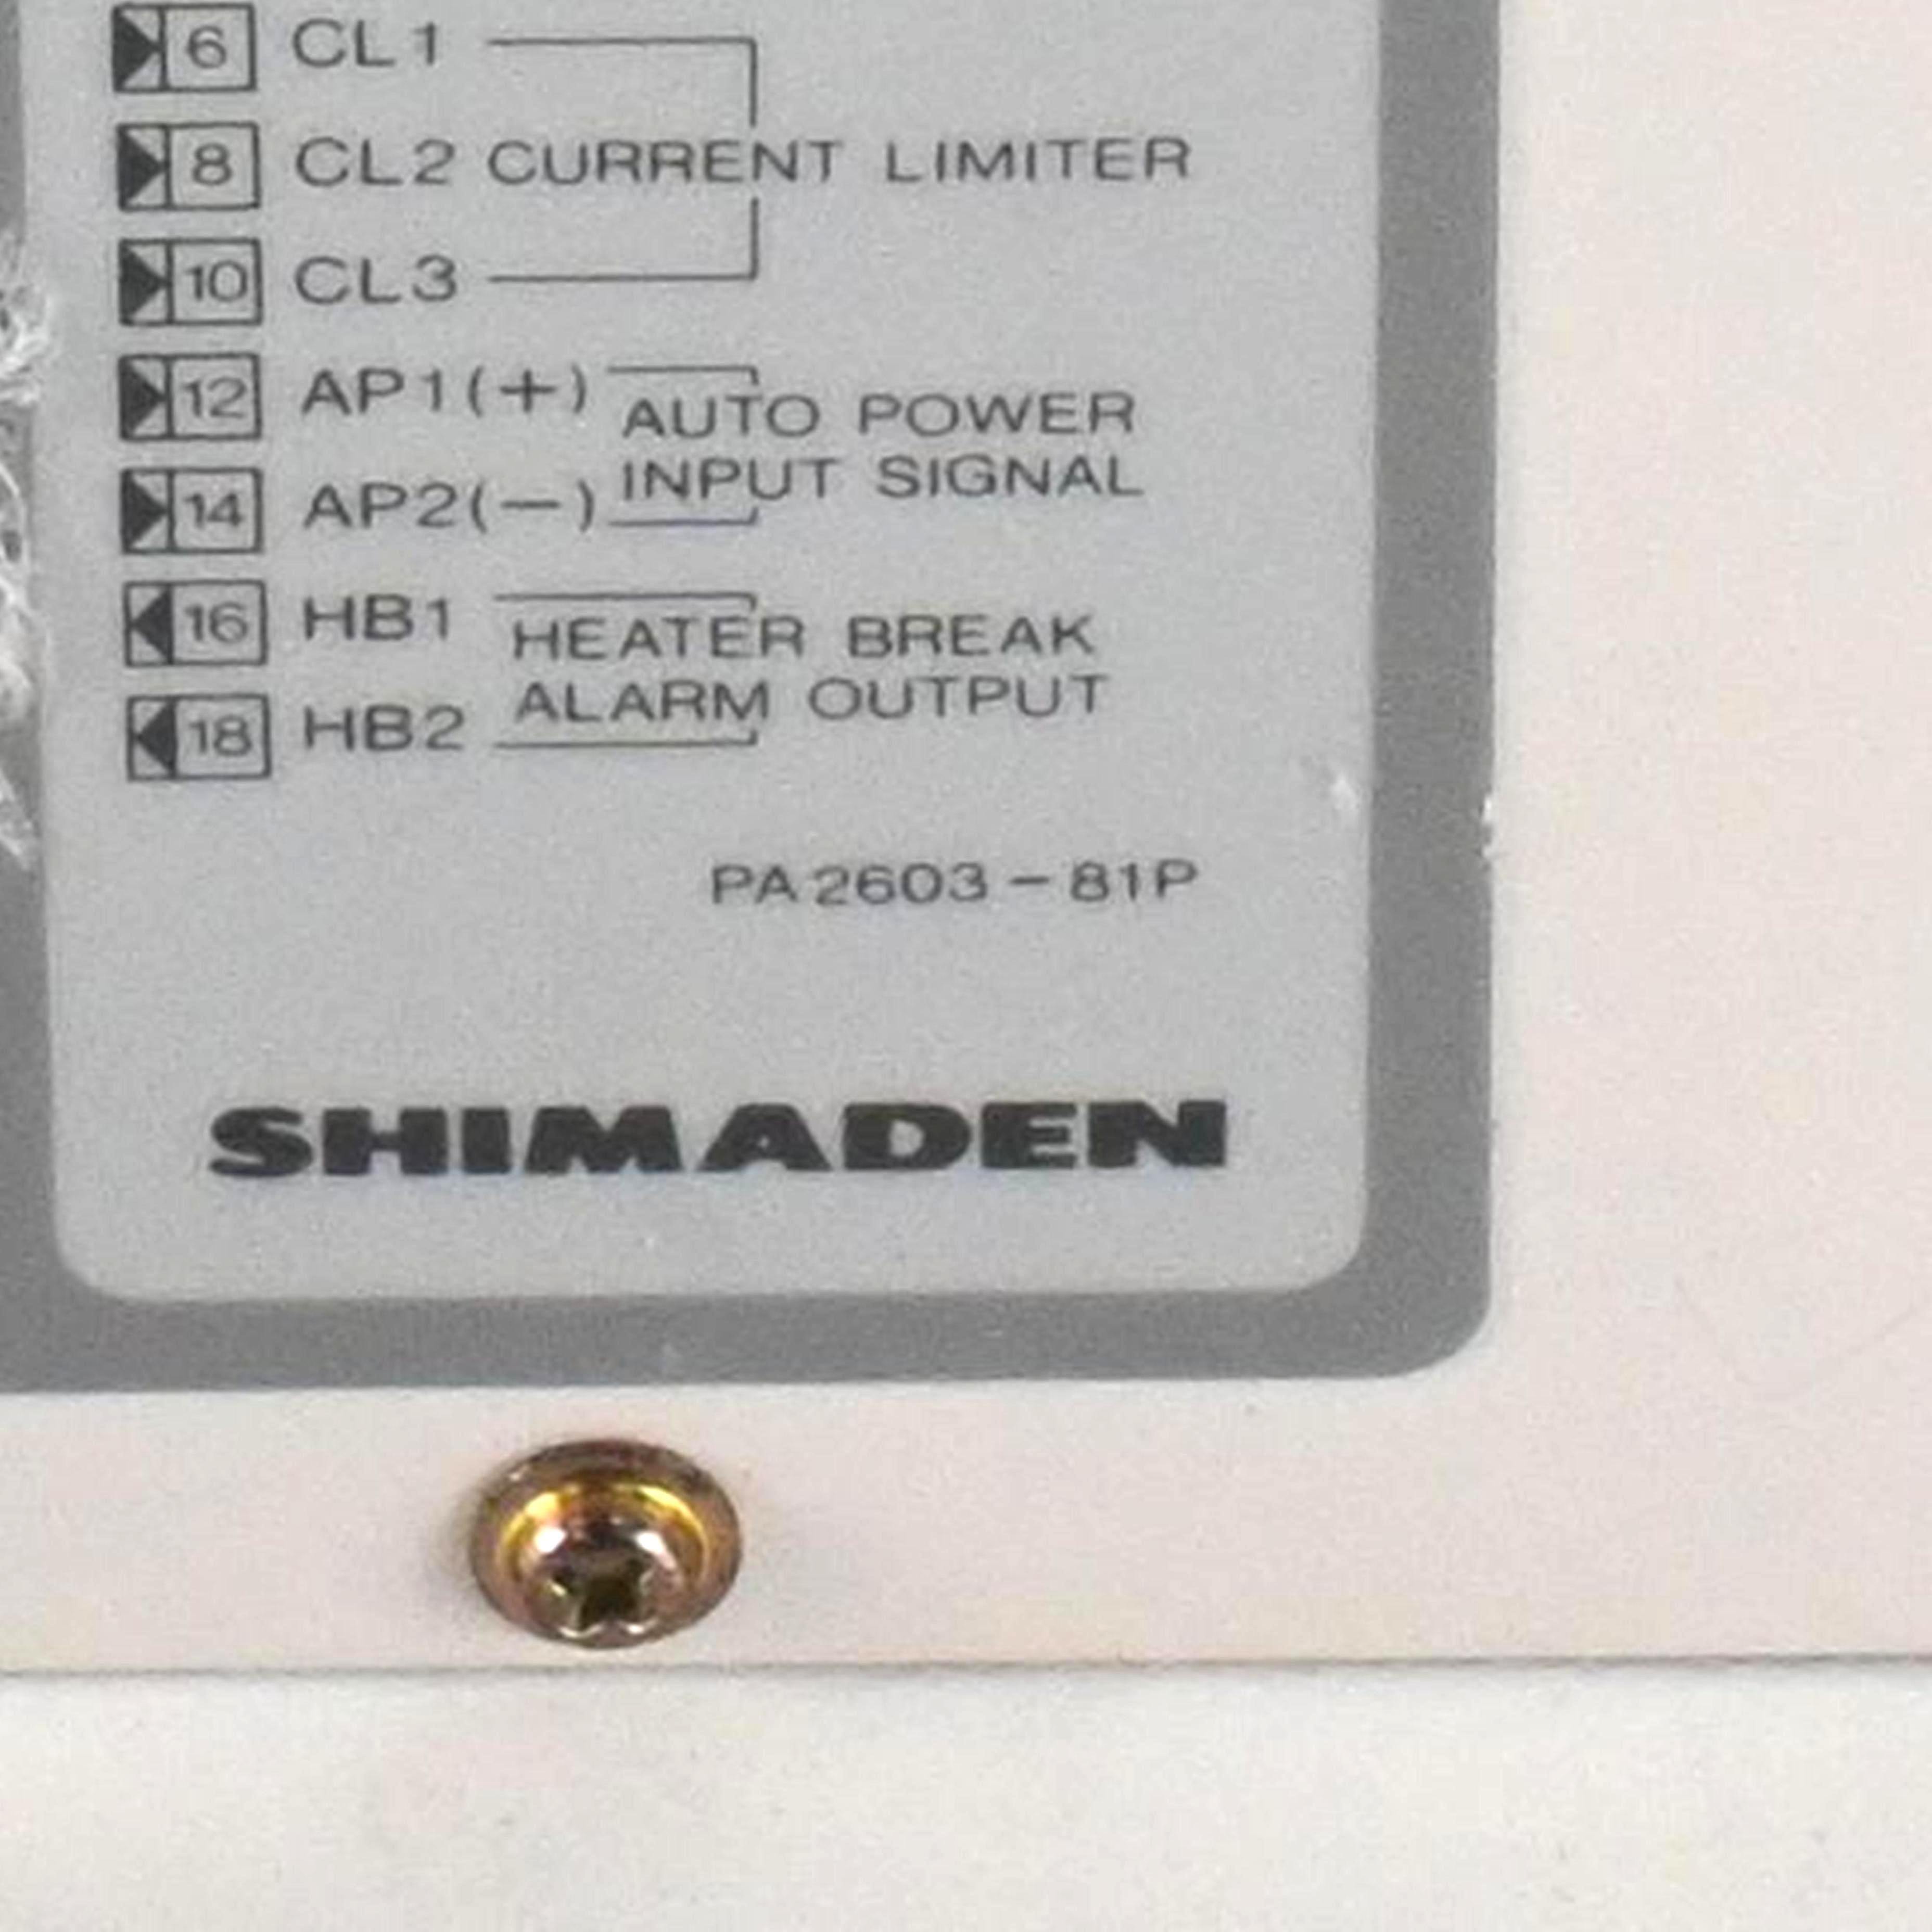 6 CL1
8 CL2 CURRENT LIMITER
10 CL3
12 AP1(+) AUTO POWER
14 AP2(−) INPUT SIGNAL
16 HB1 HEATER BREAK
18 HB2 ALARM OUTPUT
PA2603-81P
SHIMADEN